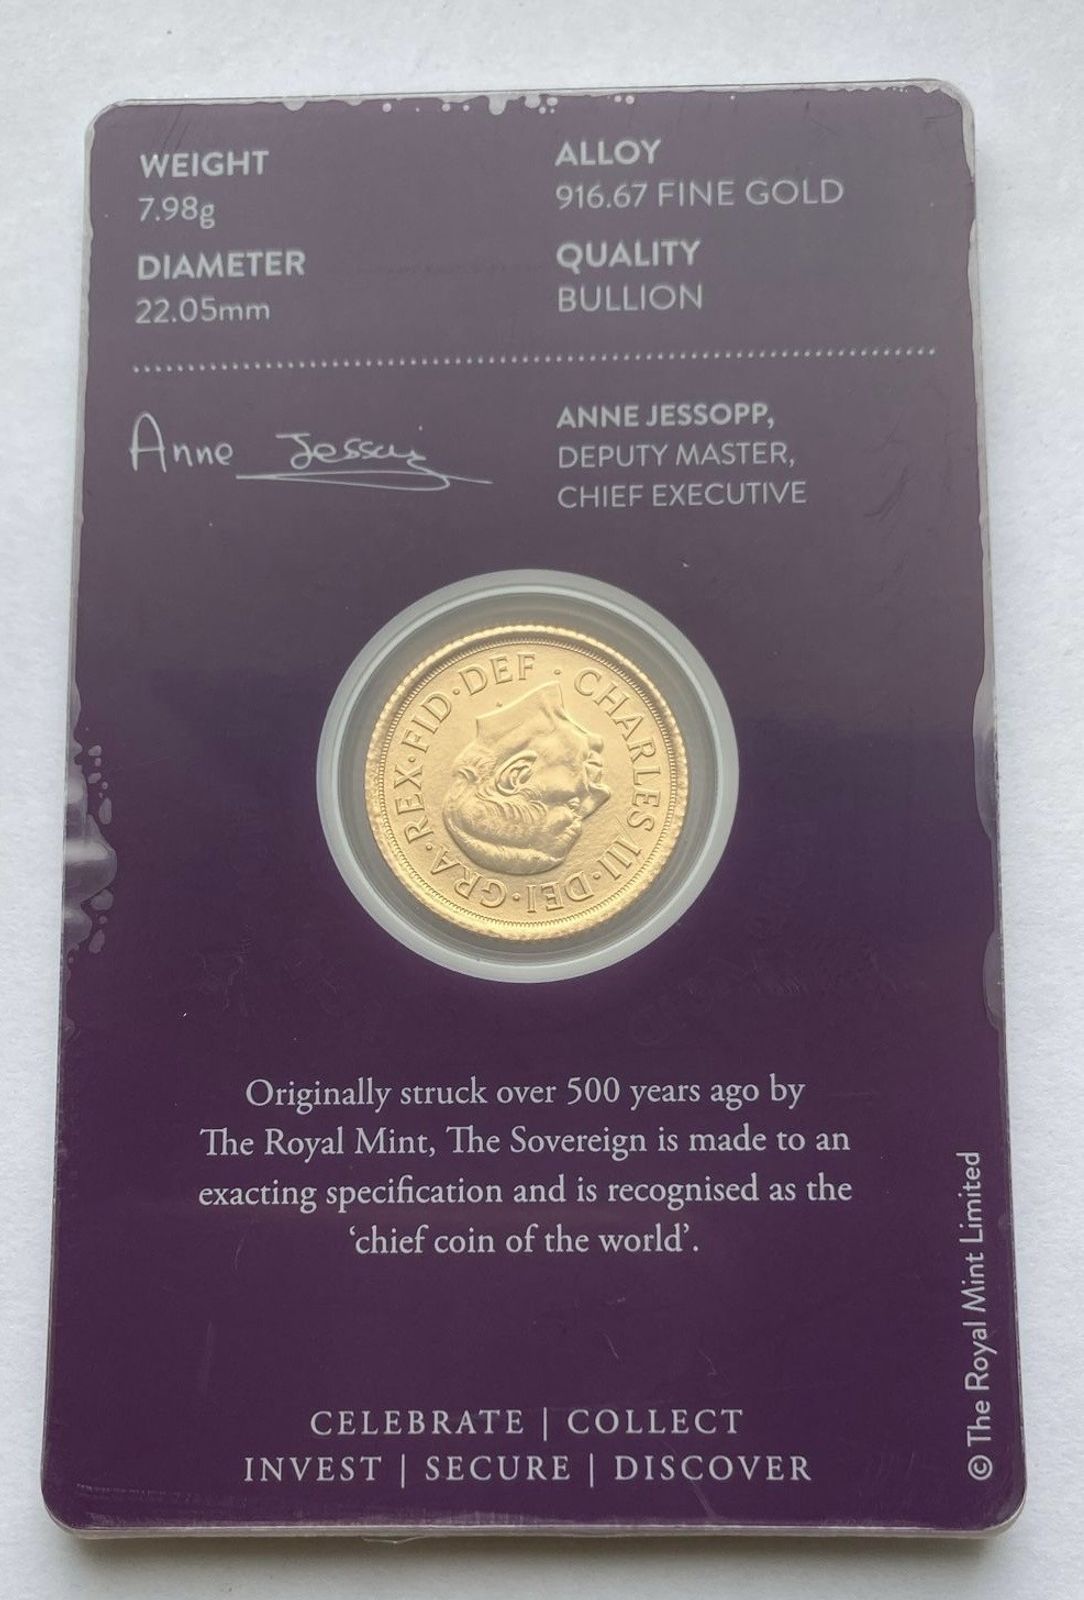 WEIGHT
7.98g
DIAMETER
22.05mm
ALLOY
916.67 FINE GOLD
QUALITY
BULLION
Anne Jessopp
ANNE JESSOPP,
DEPUTY MASTER,
CHIEF EXECUTIVE
CHARLES III·DEI·GRA·REX·FID·DEF·
Originally struck over 500 years ago by
The Royal Mint, The Sovereign is made to an
exacting specification and is recognised as the
‘chief coin of the world’.
© The Royal Mint Limited
CELEBRATE | COLLECT
INVEST | SECURE | DISCOVER